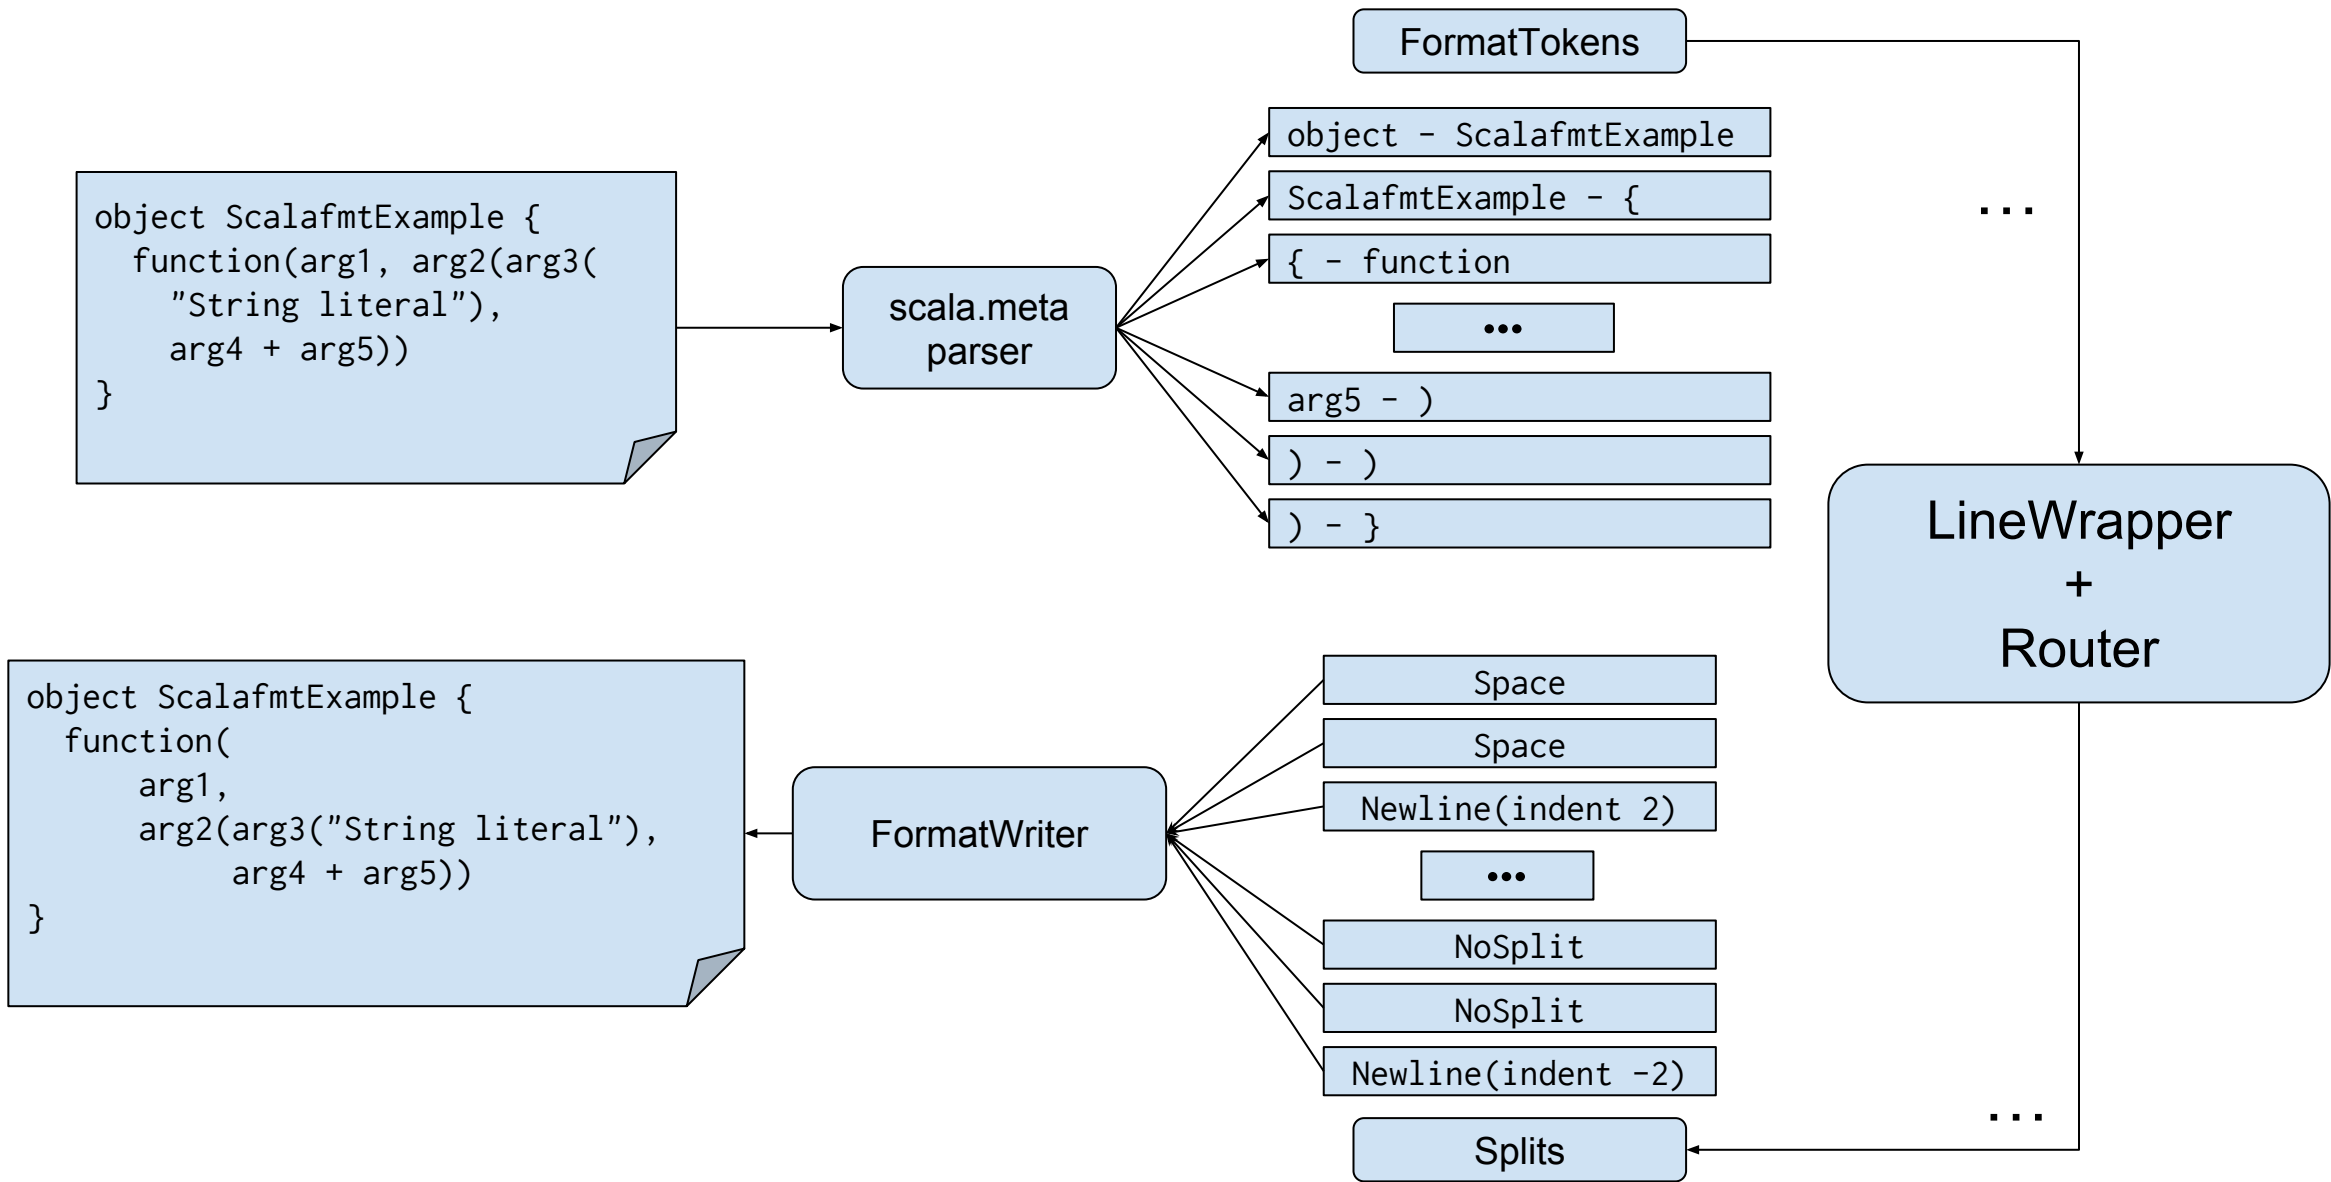 FormatTokens
object - ScalafmtExample
ScalafmtExample - {
{ - function
...
arg5 - )
) - )
) - }
...
object ScalafmtExample {
  function(arg1, arg2(arg3(
    "String literal"),
    arg4 + arg5))
}
scala.meta
parser
LineWrapper
+
Router
object ScalafmtExample {
  function(
      arg1,
      arg2(arg3("String literal"),
           arg4 + arg5))
}
FormatWriter
Space
Space
Newline(indent 2)
...
NoSplit
NoSplit
Newline(indent -2)
...
Splits